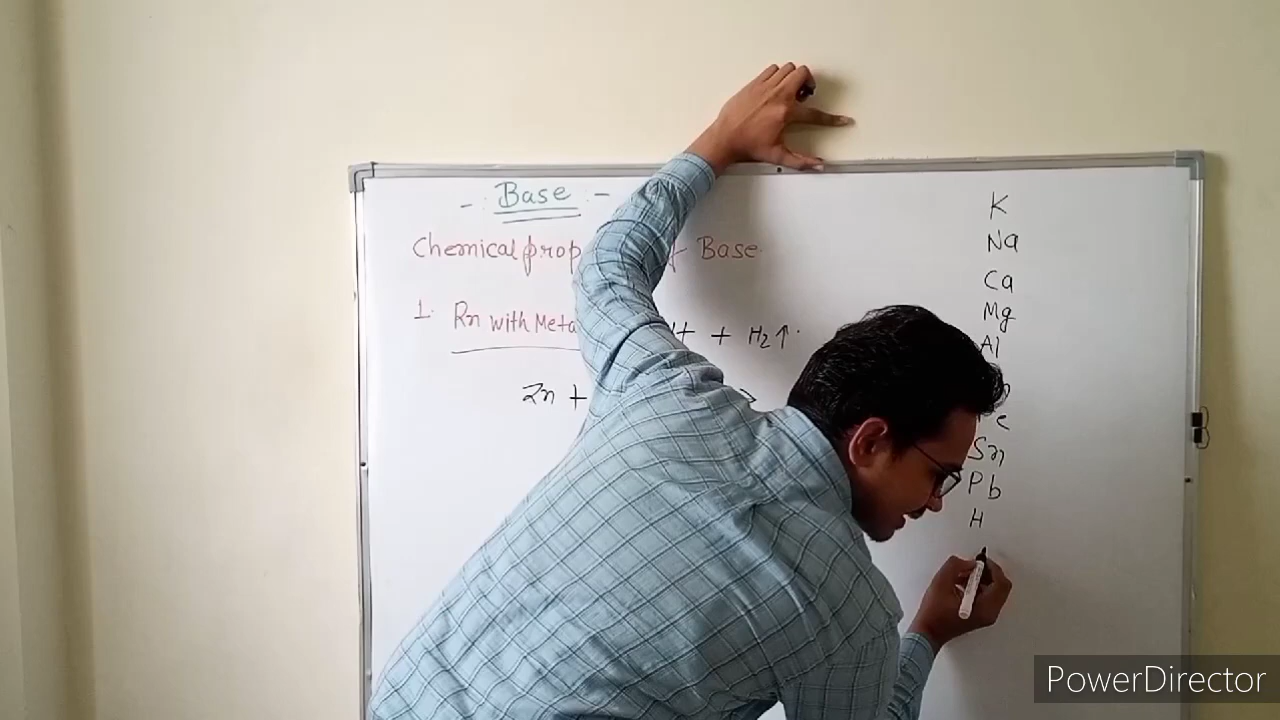 - : Base : -
Chemical prop Base.
1. Rn with Meta + H2↑.
Zn +
K
Na
Ca
Mg
Al
Sn
Pb
H
PowerDirector